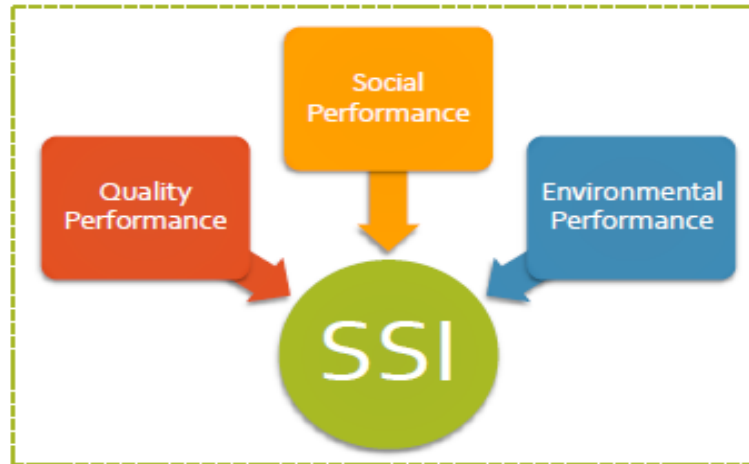 Social
Performance
Quality
Performance
Environmental
Performance
SSI